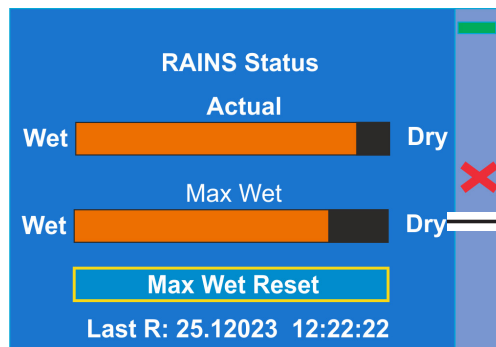 RAINS Status
Actual
Wet Dry
Max Wet
Wet Dry
Max Wet Reset
Last R: 25.12023 12:22:22